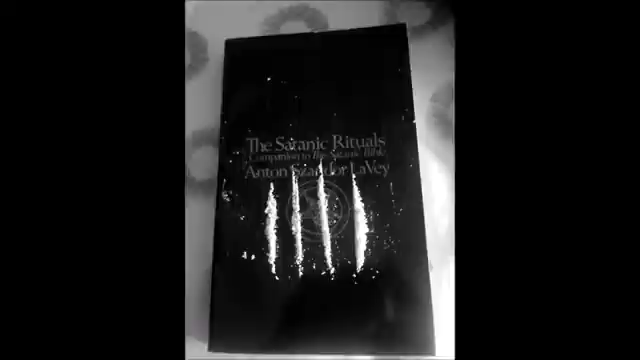 The Satanic Rituals
Companion to The Satanic Bible
Anton Szandor LaVey